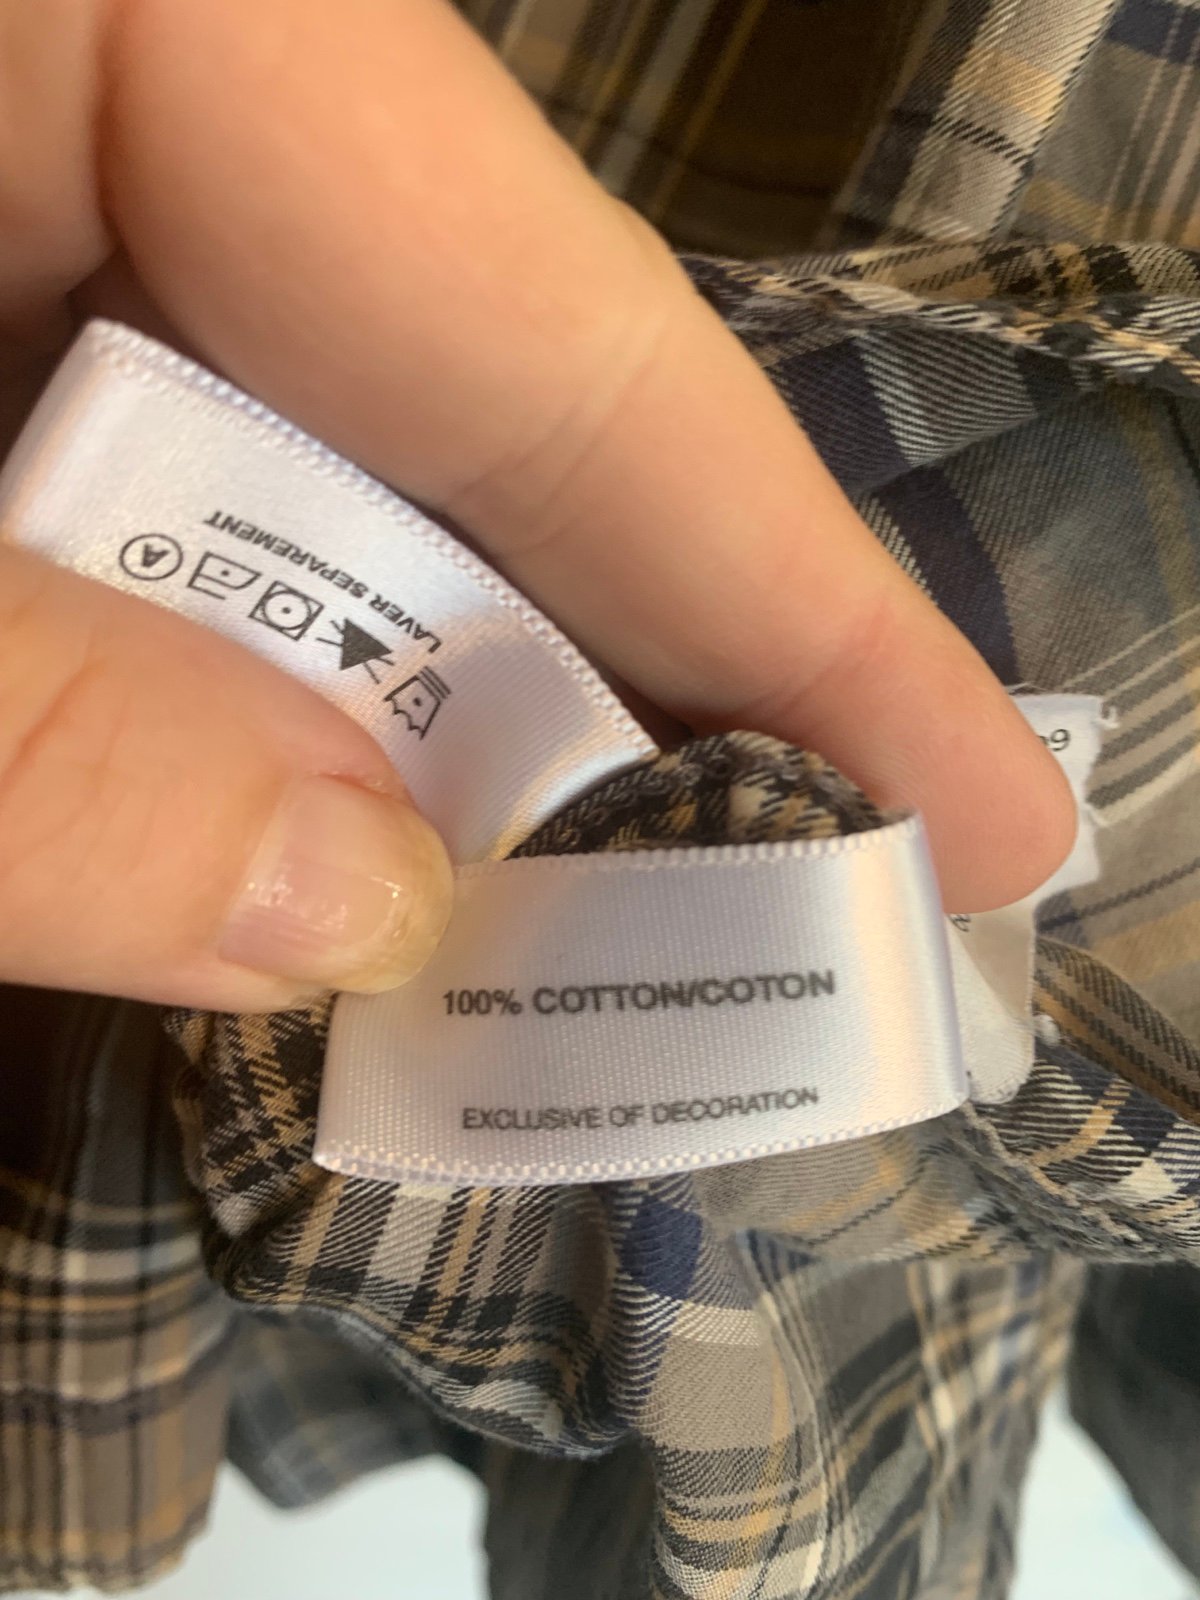 LAVER SEPAREMENT
A
100% COTTON/COTON
EXCLUSIVE OF DECORATION